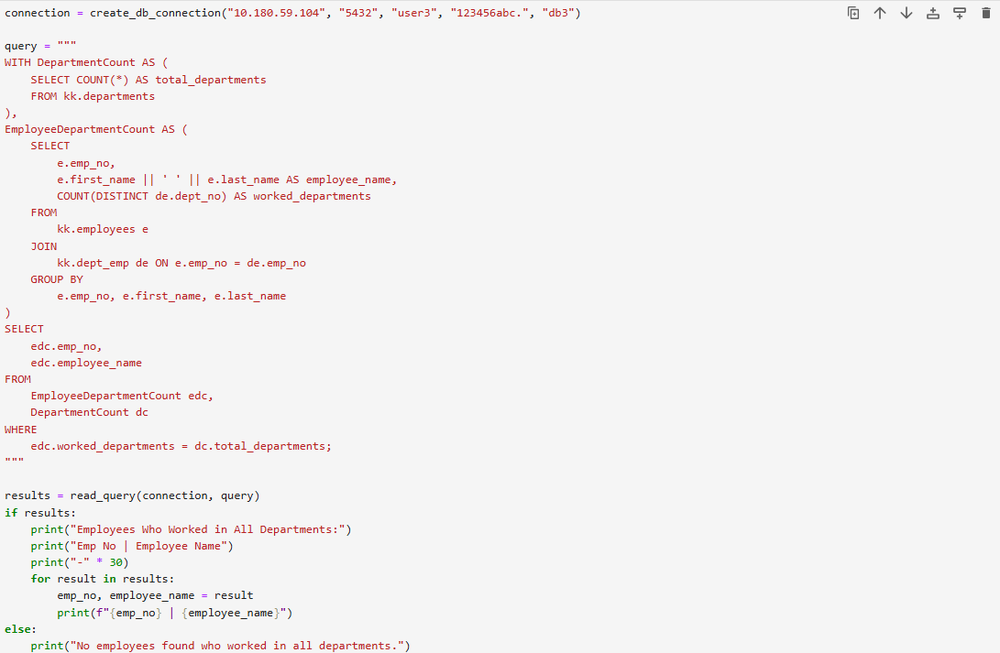 connection = create_db_connection("10.180.59.104", "5432", "user3", "123456abc.", "db3")
query = """
WITH DepartmentCount AS (
    SELECT COUNT(*) AS total_departments
    FROM kk.departments
),
EmployeeDepartmentCount AS (
    SELECT
        e.emp_no,
        e.first_name || ' ' || e.last_name AS employee_name,
        COUNT(DISTINCT de.dept_no) AS worked_departments
    FROM
        kk.employees e
    JOIN
        kk.dept_emp de ON e.emp_no = de.emp_no
    GROUP BY
        e.emp_no, e.first_name, e.last_name
)
SELECT
    edc.emp_no,
    edc.employee_name
FROM
    EmployeeDepartmentCount edc,
    DepartmentCount dc
WHERE
    edc.worked_departments = dc.total_departments;
"""
results = read_query(connection, query)
if results:
    print("Employees Who Worked in All Departments:")
    print("Emp No | Employee Name")
    print("-" * 30)
    for result in results:
        emp_no, employee_name = result
        print(f"{emp_no} | {employee_name}")
else:
    print("No employees found who worked in all departments.")